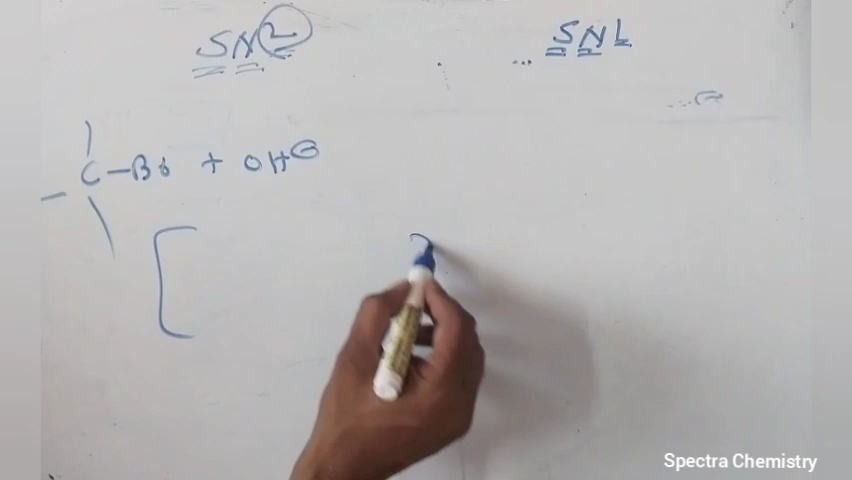 SN2
SN1
C-Br + OH⊖
[
Spectra Chemistry